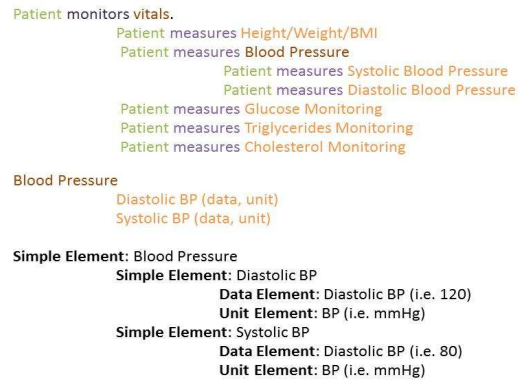 Patient monitors vitals.
Patient measures Height/Weight/BMI
Patient measures Blood Pressure
Patient measures Systolic Blood Pressure
Patient measures Diastolic Blood Pressure
Patient measures Glucose Monitoring
Patient measures Triglycerides Monitoring
Patient measures Cholesterol Monitoring
Blood Pressure
Diastolic BP (data, unit)
Systolic BP (data, unit)
Simple Element: Blood Pressure
Simple Element: Diastolic BP
Data Element: Diastolic BP (i.e. 120)
Unit Element: BP (i.e. mmHg)
Simple Element: Systolic BP
Data Element: Diastolic BP (i.e. 80)
Unit Element: BP (i.e. mmHg)